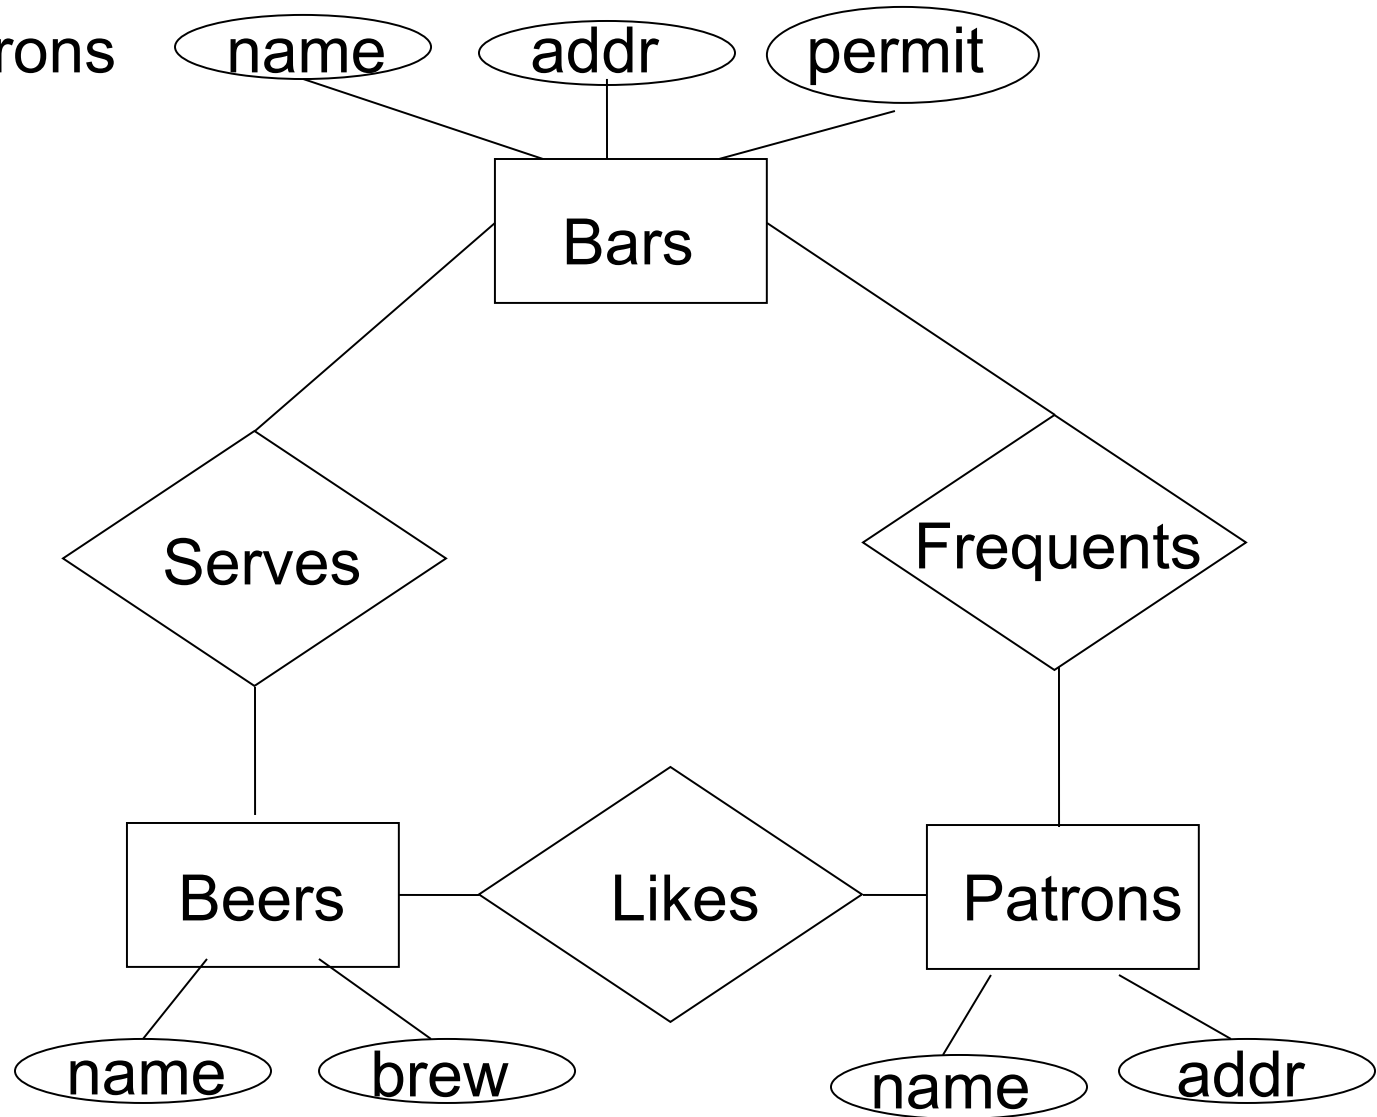 rons name addr permit
Bars
Serves Frequents
Beers Likes Patrons
name brew name addr